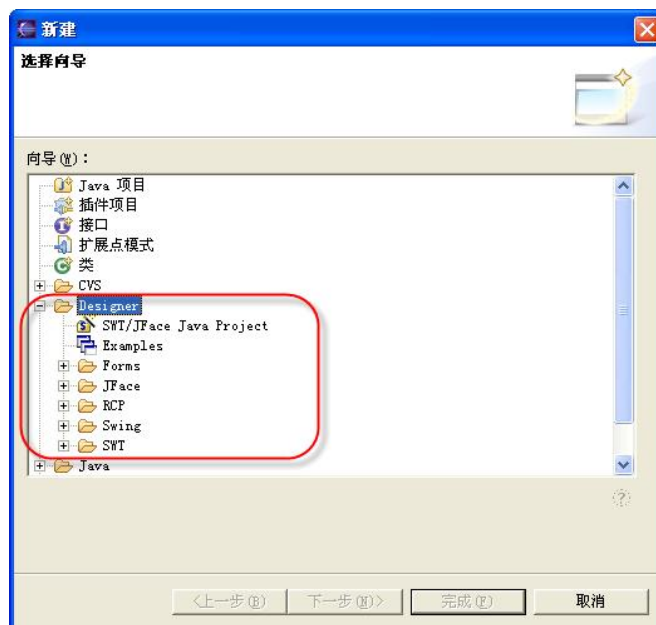 新建
选择向导
向导(W)：
Java 项目
插件项目
接口
扩展点模式
类
CVS
Designer
SWT/JFace Java Project
Examples
Forms
JFace
RCP
Swing
SWT
Java
<上一步(B)
下一步(N)>
完成(F)
取消